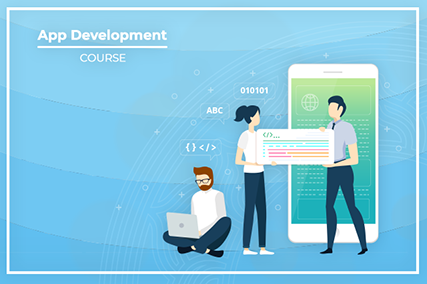 App Development
COURSE
010101
ABC
{ } </>
</>...